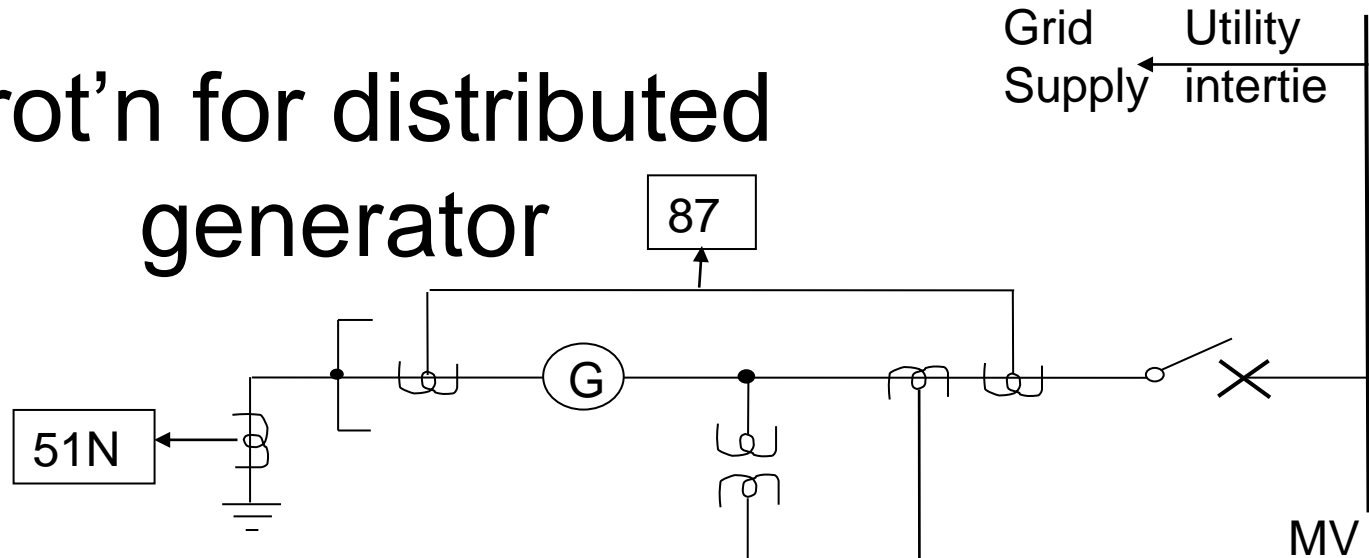 rot’n for distributed
generator
Grid Utility
Supply intertie
87
G
51N
MV